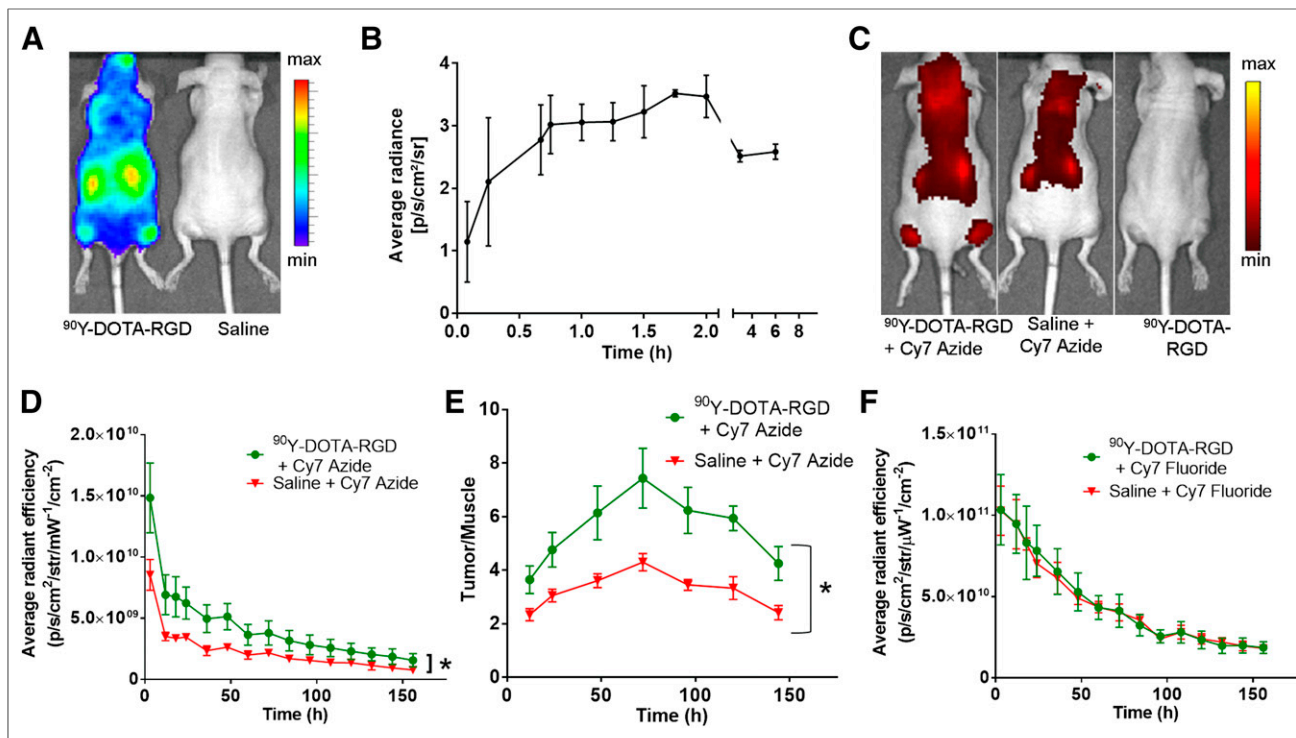 A
max
min
⁹⁰Y-DOTA-RGD
Saline
B
Average radiance
[p/s/cm²/sr]
4
3
2
1
0
0.0
0.5
1.0
1.5
2.0
4
6
8
Time (h)
C
max
min
⁹⁰Y-DOTA-RGD
+ Cy7 Azide
Saline +
Cy7 Azide
⁹⁰Y-DOTA-
RGD
D
Average radiant efficiency
(p/s/cm²/str/mW⁻¹/cm⁻²)
2.0×10¹⁰
1.5×10¹⁰
1.0×10¹⁰
5.0×10⁰⁹
0
0
50
100
150
Time (h)
⁹⁰Y-DOTA-RGD
+ Cy7 Azide
Saline + Cy7 Azide
*
E
Tumor/Muscle
10
8
6
4
2
0
0
50
100
150
Time (h)
⁹⁰Y-DOTA-RGD
+ Cy7 Azide
Saline + Cy7 Azide
*
F
Average radiant efficiency
(p/s/cm²/str/µW⁻¹/cm⁻²)
1.5×10¹¹
1.0×10¹¹
5.0×10¹⁰
0
0
50
100
150
Time (h)
⁹⁰Y-DOTA-RGD
+ Cy7 Fluoride
Saline + Cy7 Fluoride